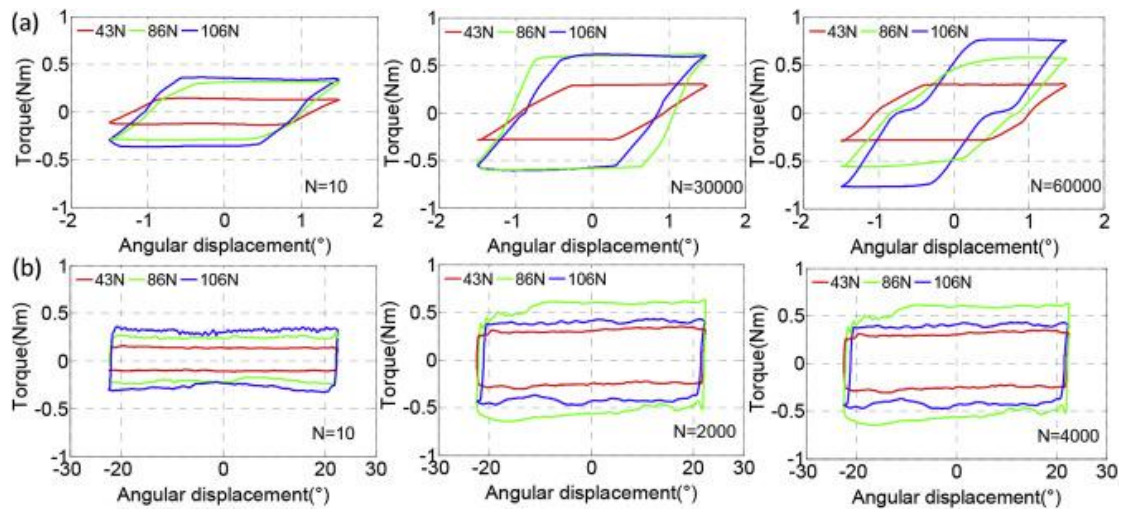 (a)
43N 86N 106N
Torque(Nm)
1
0.5
0
-0.5
-1
N=10
-2 -1 0 1 2
Angular displacement(°)
43N 86N 106N
Torque(Nm)
1
0.5
0
-0.5
-1
N=30000
-2 -1 0 1 2
Angular displacement(°)
43N 86N 106N
Torque(Nm)
1
0.5
0
-0.5
-1
N=60000
-2 -1 0 1 2
Angular displacement(°)
(b)
43N 86N 106N
Torque(Nm)
1
0.5
0
-0.5
-1
N=10
-30 -20 0 20 30
Angular displacement(°)
43N 86N 106N
Torque(Nm)
1
0.5
0
-0.5
-1
N=2000
-30 -20 0 20 30
Angular displacement(°)
43N 86N 106N
Torque(Nm)
1
0.5
0
-0.5
-1
N=4000
-30 -20 0 20 30
Angular displacement(°)